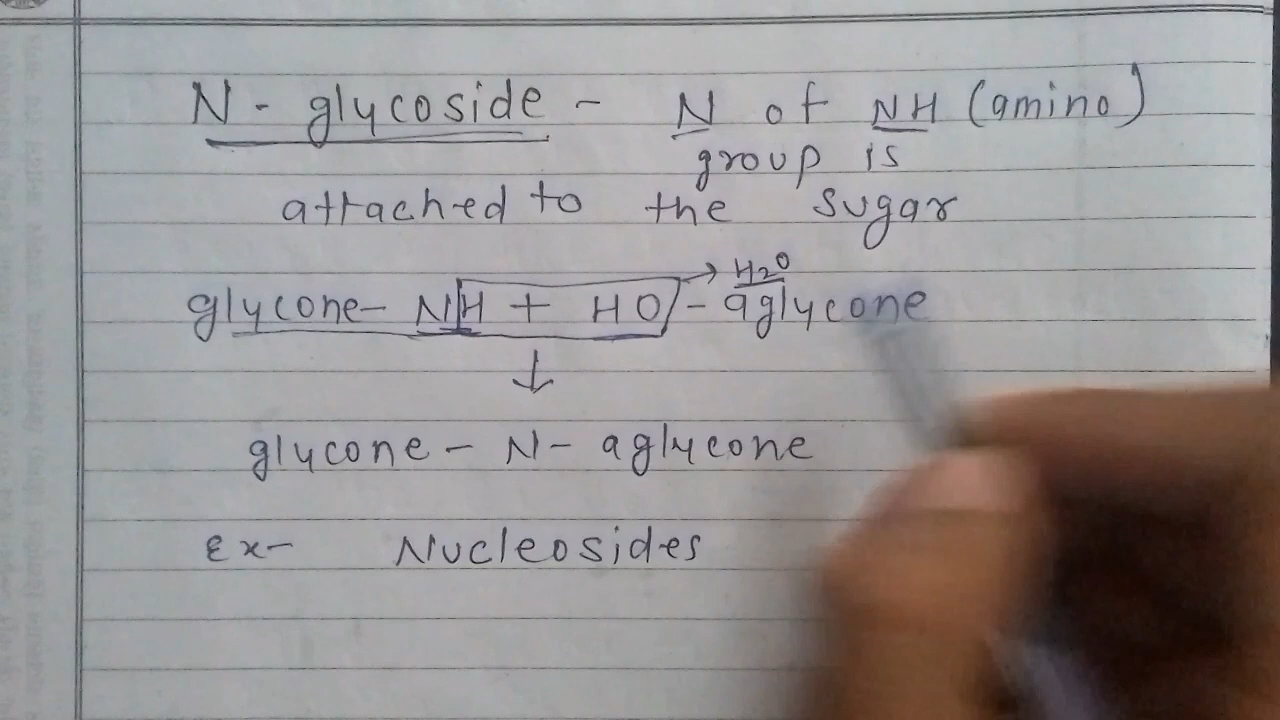 N - glycoside - N of NH (amino)
group is
attached to the sugar
glycone - NH + HO - aglycone → H2O
↓
glycone - N - aglycone
Ex - Nucleosides